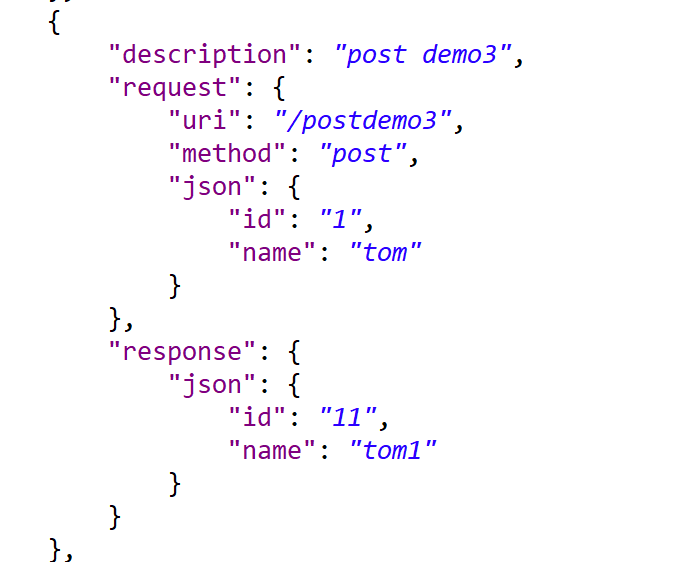 {
"description": "post demo3",
"request": {
"uri": "/postdemo3",
"method": "post",
"json": {
"id": "1",
"name": "tom"
}
},
"response": {
"json": {
"id": "11",
"name": "tom1"
}
}
},